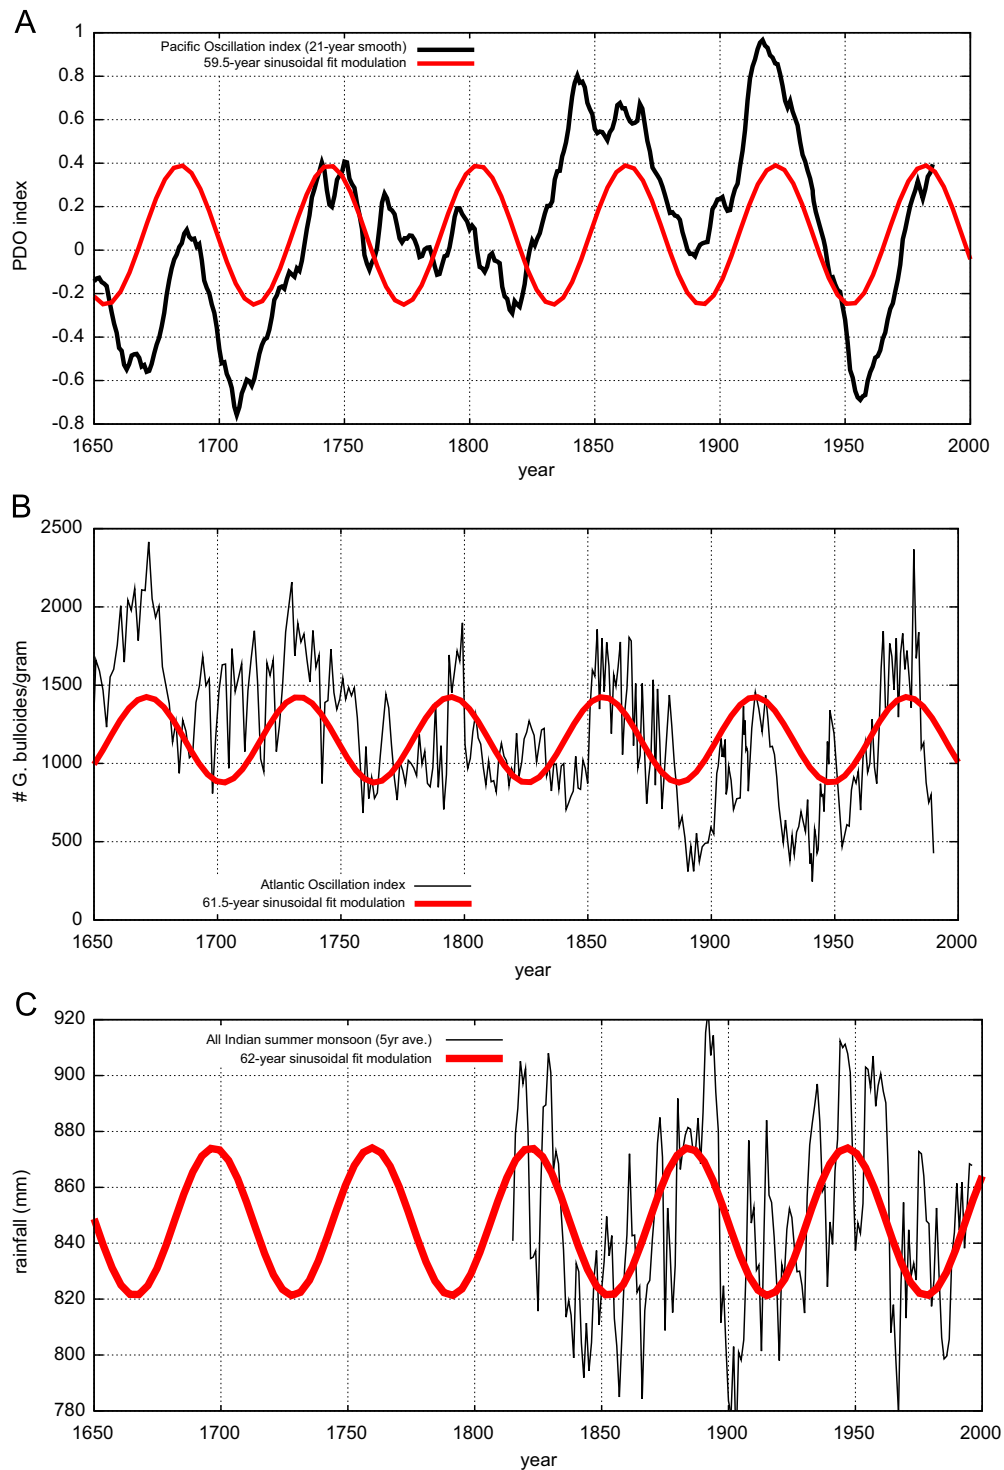 A
Pacific Oscillation index (21-year smooth)
59.5-year sinusoidal fit modulation
1
0.8
0.6
0.4
0.2
0
-0.2
-0.4
-0.6
-0.8
PDO index
1650 1700 1750 1800 1850 1900 1950 2000
year
B
2500
2000
1500
1000
500
0
# G. bulloides/gram
Atlantic Oscillation index
61.5-year sinusoidal fit modulation
1650 1700 1750 1800 1850 1900 1950 2000
year
C
All Indian summer monsoon (5yr ave.)
62-year sinusoidal fit modulation
920
900
880
860
840
820
800
780
rainfall (mm)
1650 1700 1750 1800 1850 1900 1950 2000
year